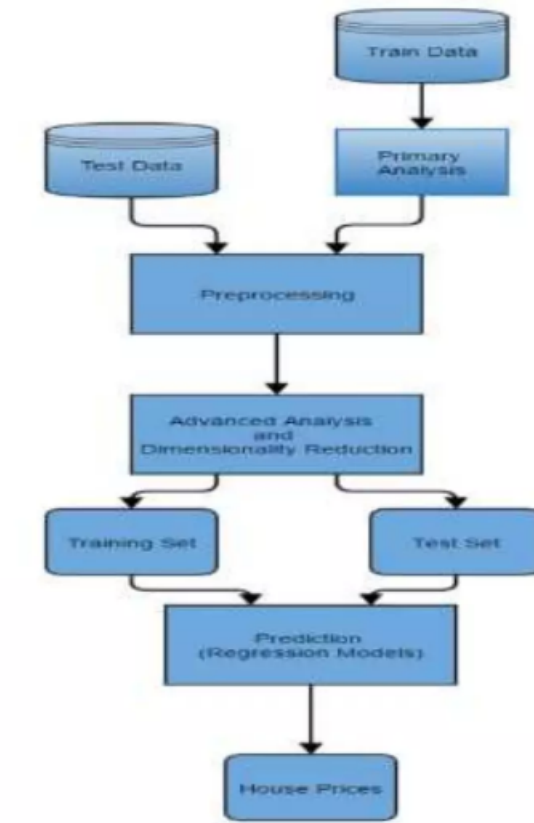 Train Data
Test Data
Primary
Analysis
Preprocessing
Advanced Analysis
and
Dimensionality Reduction
Training Set
Test Set
Prediction
(Regression Models)
House Prices